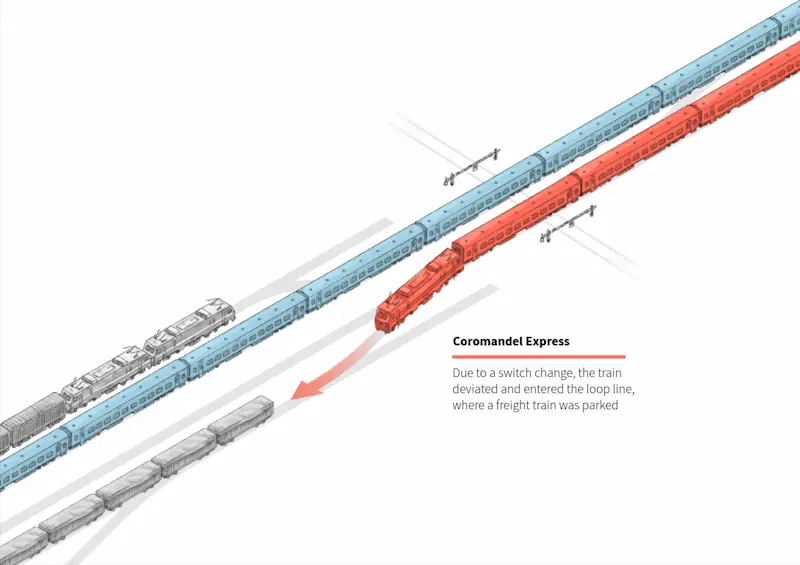 Coromandel Express
Due to a switch change, the train
deviated and entered the loop line,
where a freight train was parked